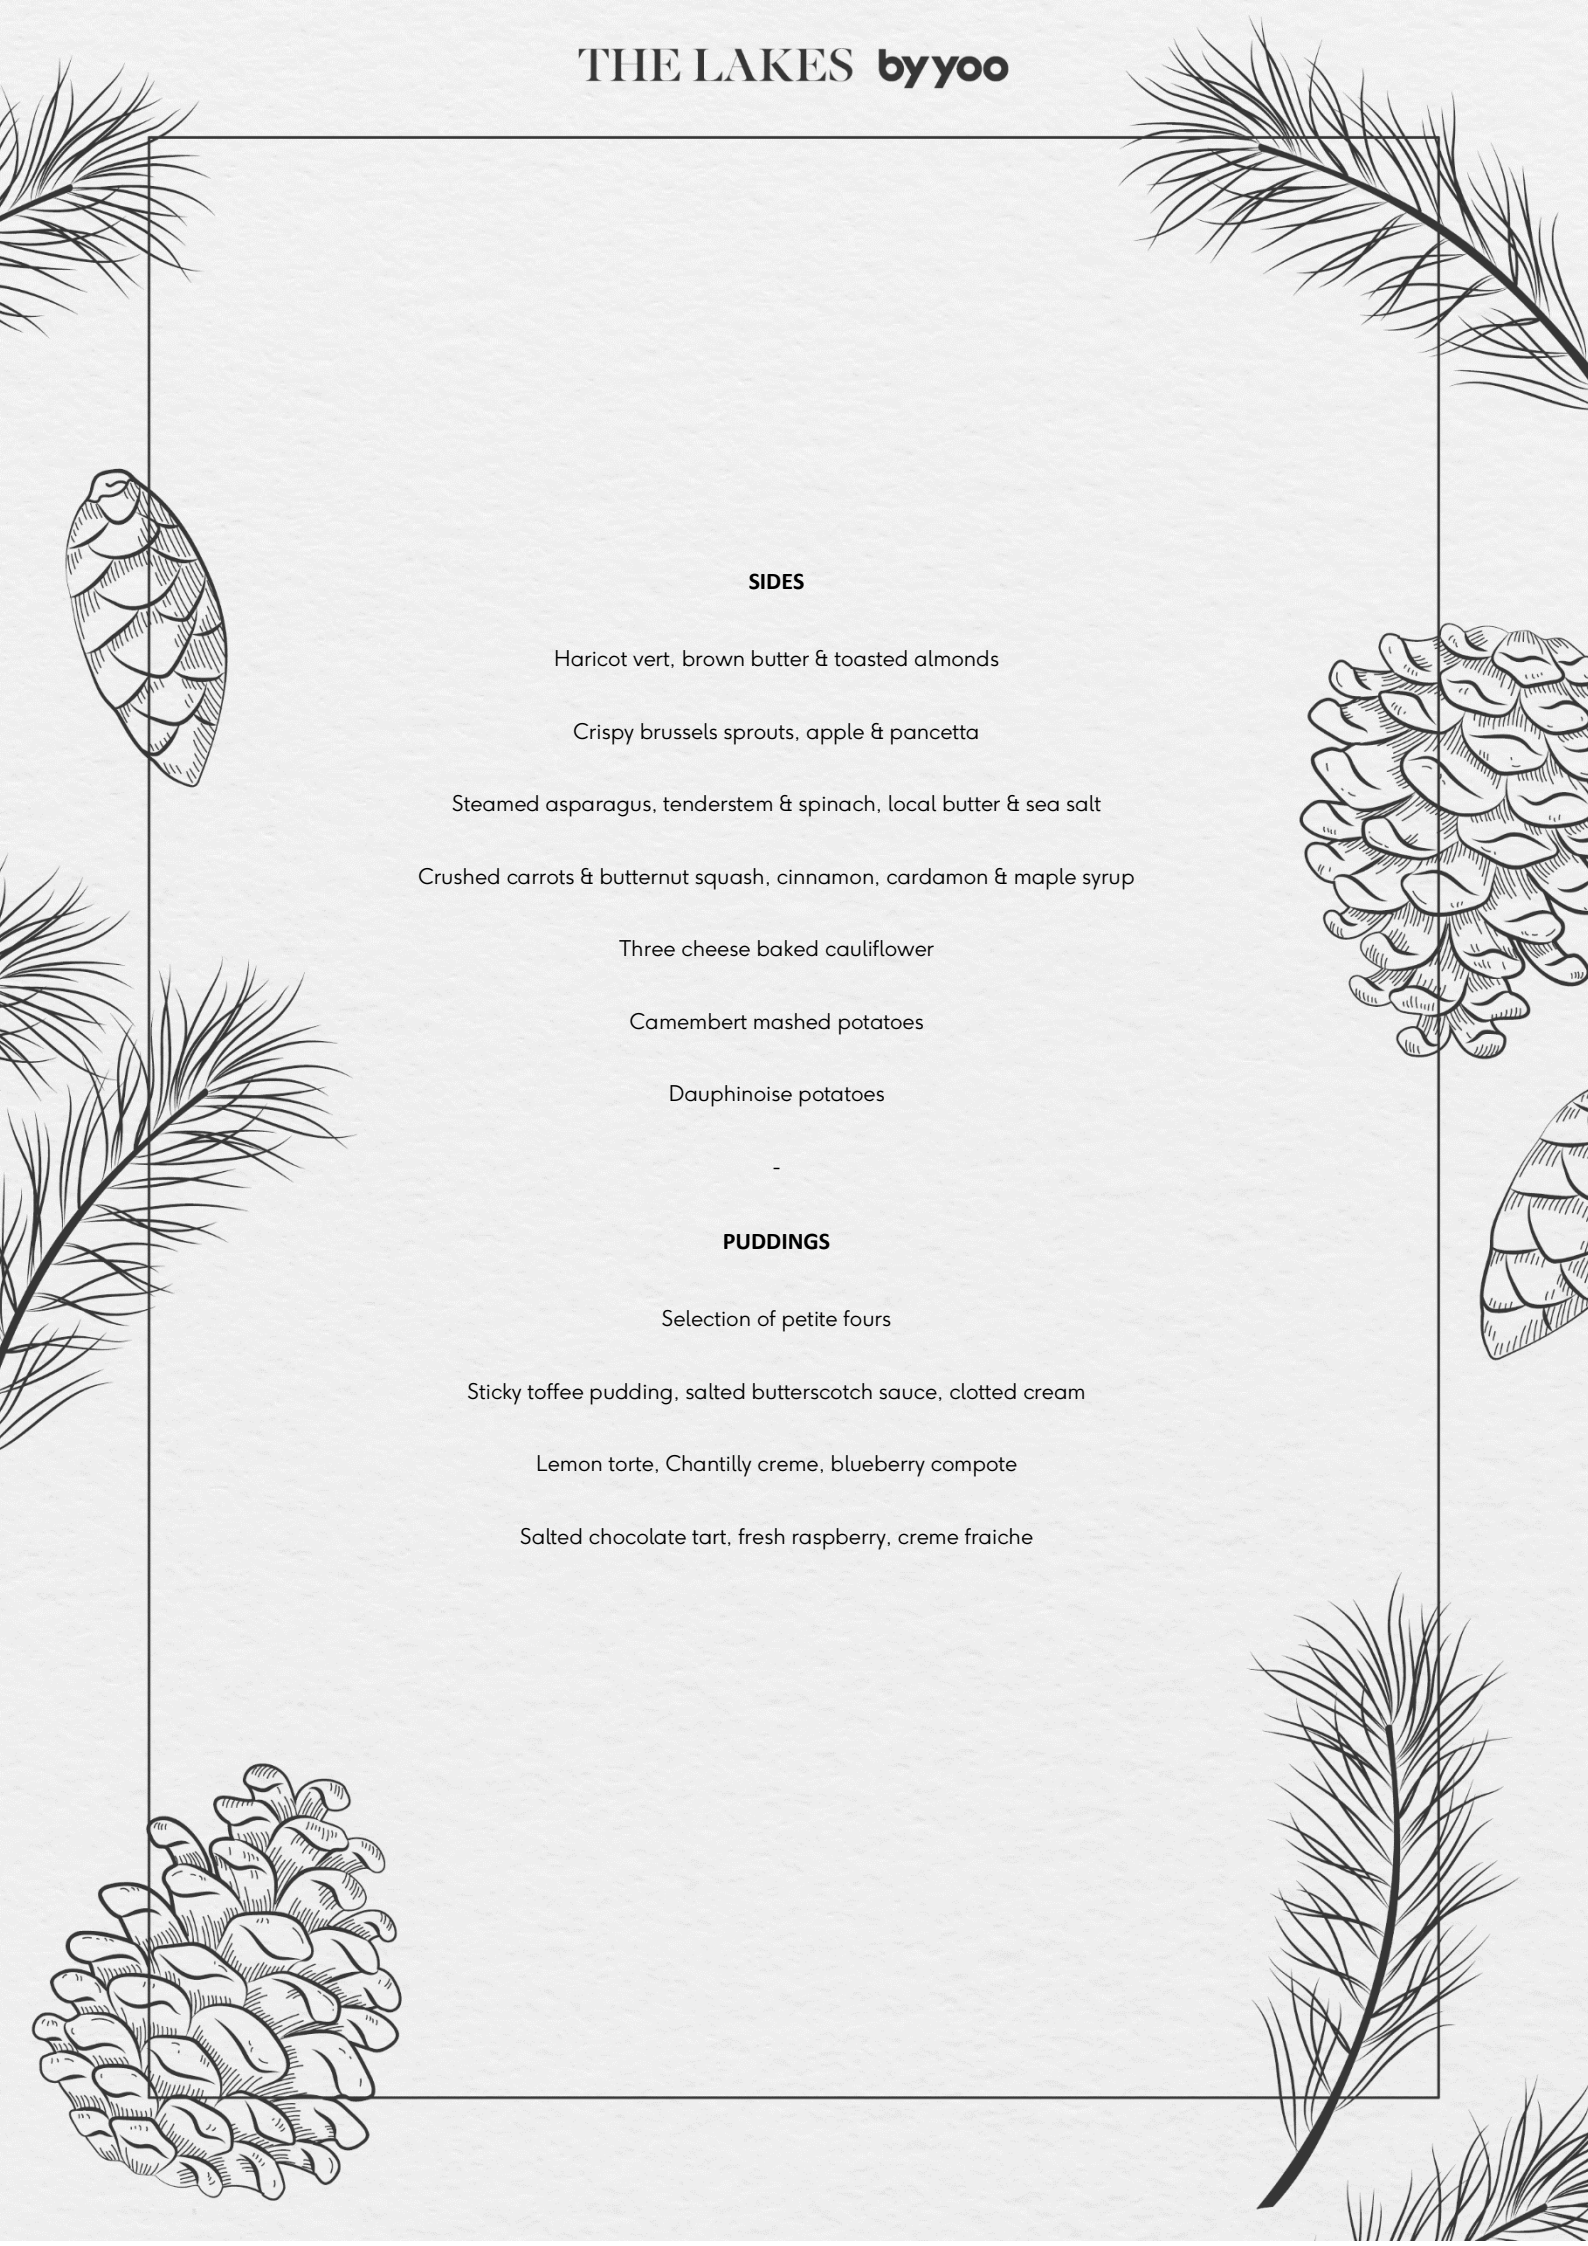 THE LAKES by yoo
SIDES
Haricot vert, brown butter & toasted almonds
Crispy brussels sprouts, apple & pancetta
Steamed asparagus, tenderstem & spinach, local butter & sea salt
Crushed carrots & butternut squash, cinnamon, cardamon & maple syrup
Three cheese baked cauliflower
Camembert mashed potatoes
Dauphinoise potatoes
-
PUDDINGS
Selection of petite fours
Sticky toffee pudding, salted butterscotch sauce, clotted cream
Lemon torte, Chantilly creme, blueberry compote
Salted chocolate tart, fresh raspberry, creme fraiche